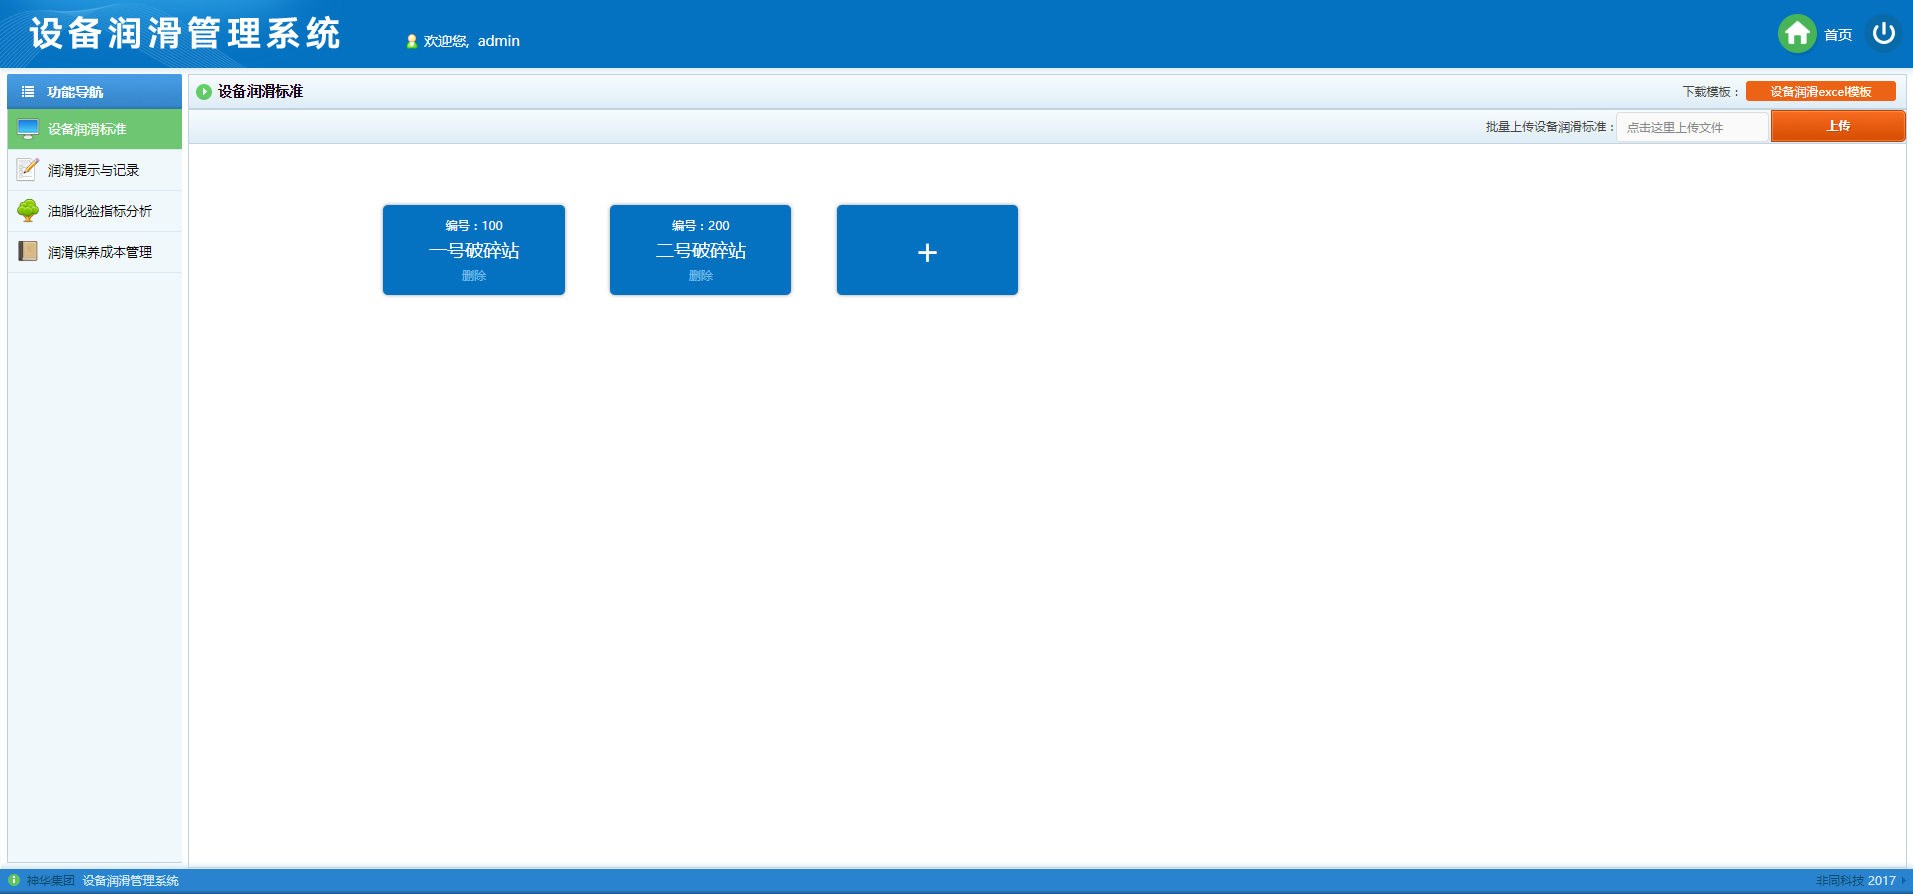 设备润滑管理系统
欢迎您, admin
首页
功能导航
设备润滑标准
润滑提示与记录
油脂化验指标分析
润滑保养成本管理
设备润滑标准
下载模板：
设备润滑excel模板
批量上传设备润滑标准：
点击这里上传文件
上传
编号：100
一号破碎站
删除
编号：200
二号破碎站
删除
+
神华集团 设备润滑管理系统
非同科技 2017